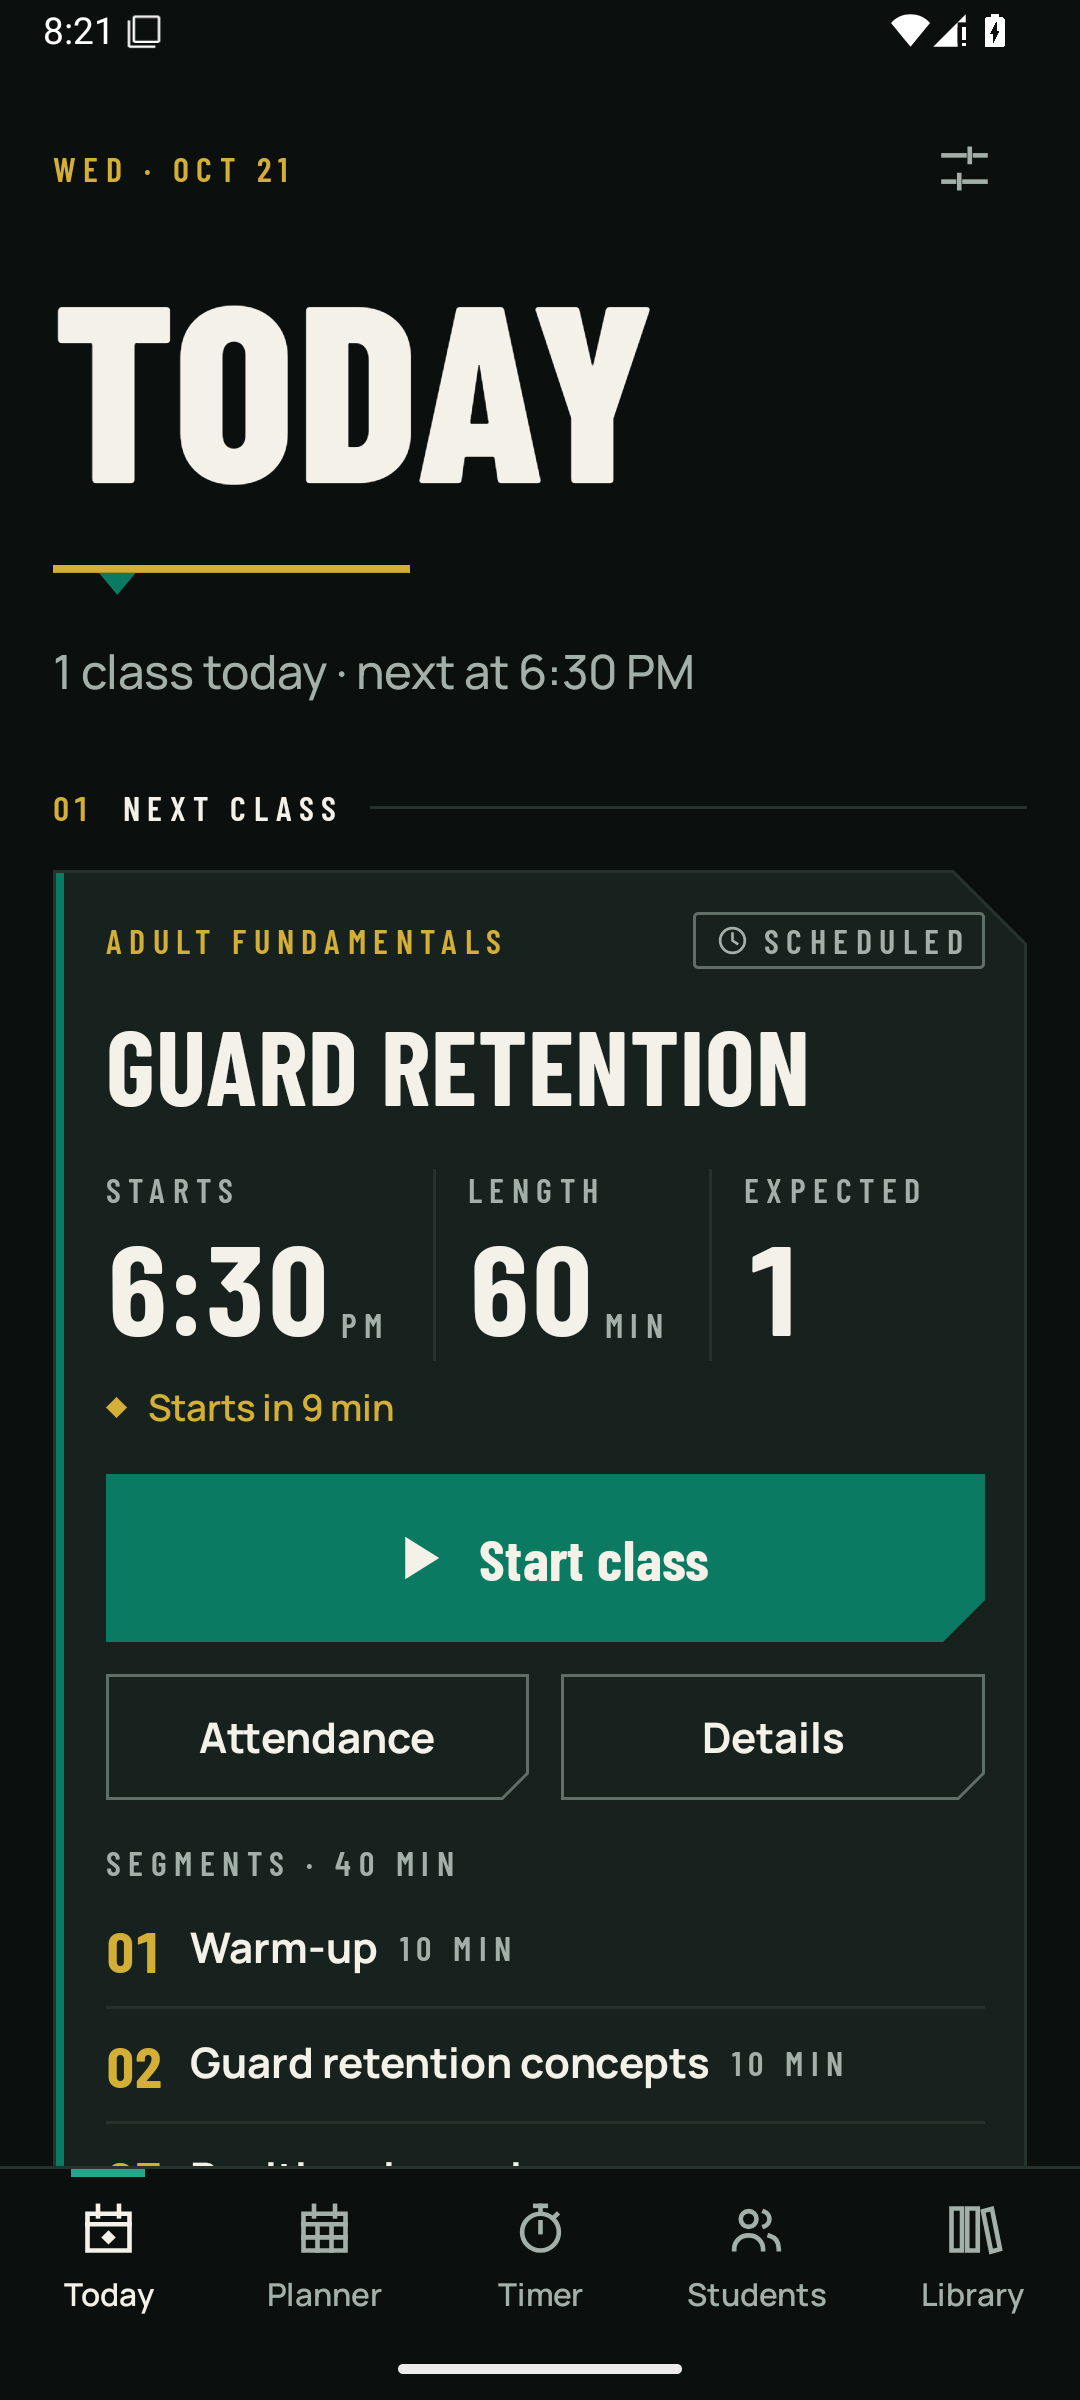 8:21
WED · OCT 21
TODAY
1 class today · next at 6:30 PM
01 NEXT CLASS
ADULT FUNDAMENTALS
SCHEDULED
GUARD RETENTION
STARTS LENGTH EXPECTED
6:30 PM 60 MIN 1
Starts in 9 min
Start class
Attendance Details
SEGMENTS · 40 MIN
01 Warm-up 10 MIN
02 Guard retention concepts 10 MIN
Today Planner Timer Students Library